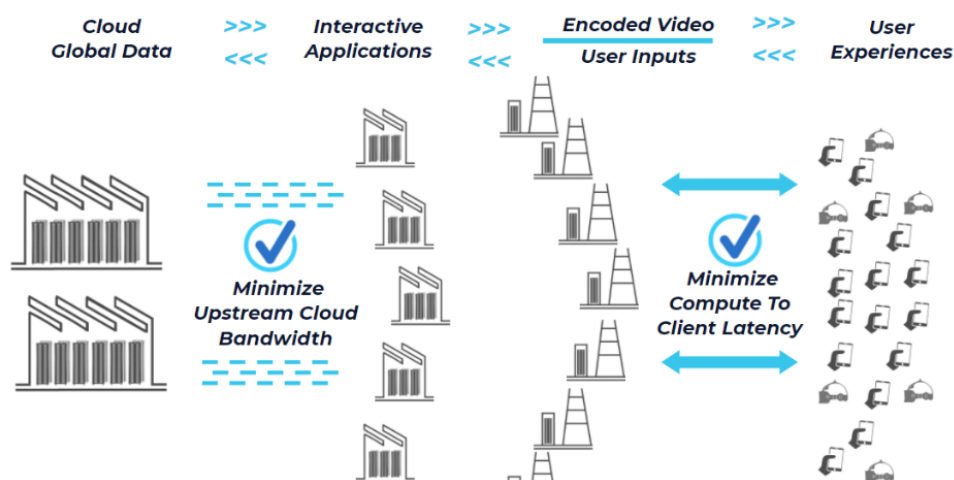 Cloud
Global Data
>>>
<<<
Interactive
Applications
>>>
<<<
Encoded Video
User Inputs
>>>
<<<
User
Experiences
Minimize
Upstream Cloud
Bandwidth
Minimize
Compute To
Client Latency